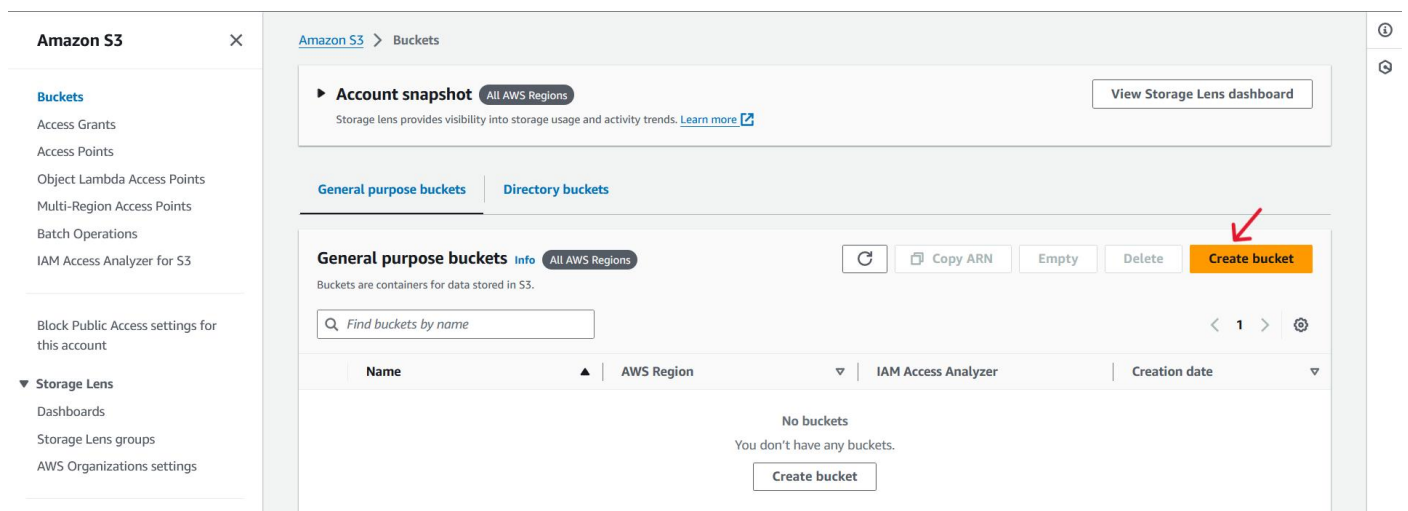 Amazon S3
Buckets
Access Grants
Access Points
Object Lambda Access Points
Multi-Region Access Points
Batch Operations
IAM Access Analyzer for S3
Block Public Access settings for
this account
Storage Lens
Dashboards
Storage Lens groups
AWS Organizations settings
Amazon S3 > Buckets
Account snapshot All AWS Regions
View Storage Lens dashboard
Storage lens provides visibility into storage usage and activity trends. Learn more
General purpose buckets Directory buckets
General purpose buckets Info All AWS Regions
Copy ARN Empty Delete Create bucket
Buckets are containers for data stored in S3.
Find buckets by name
1
Name AWS Region IAM Access Analyzer Creation date
No buckets
You don't have any buckets.
Create bucket